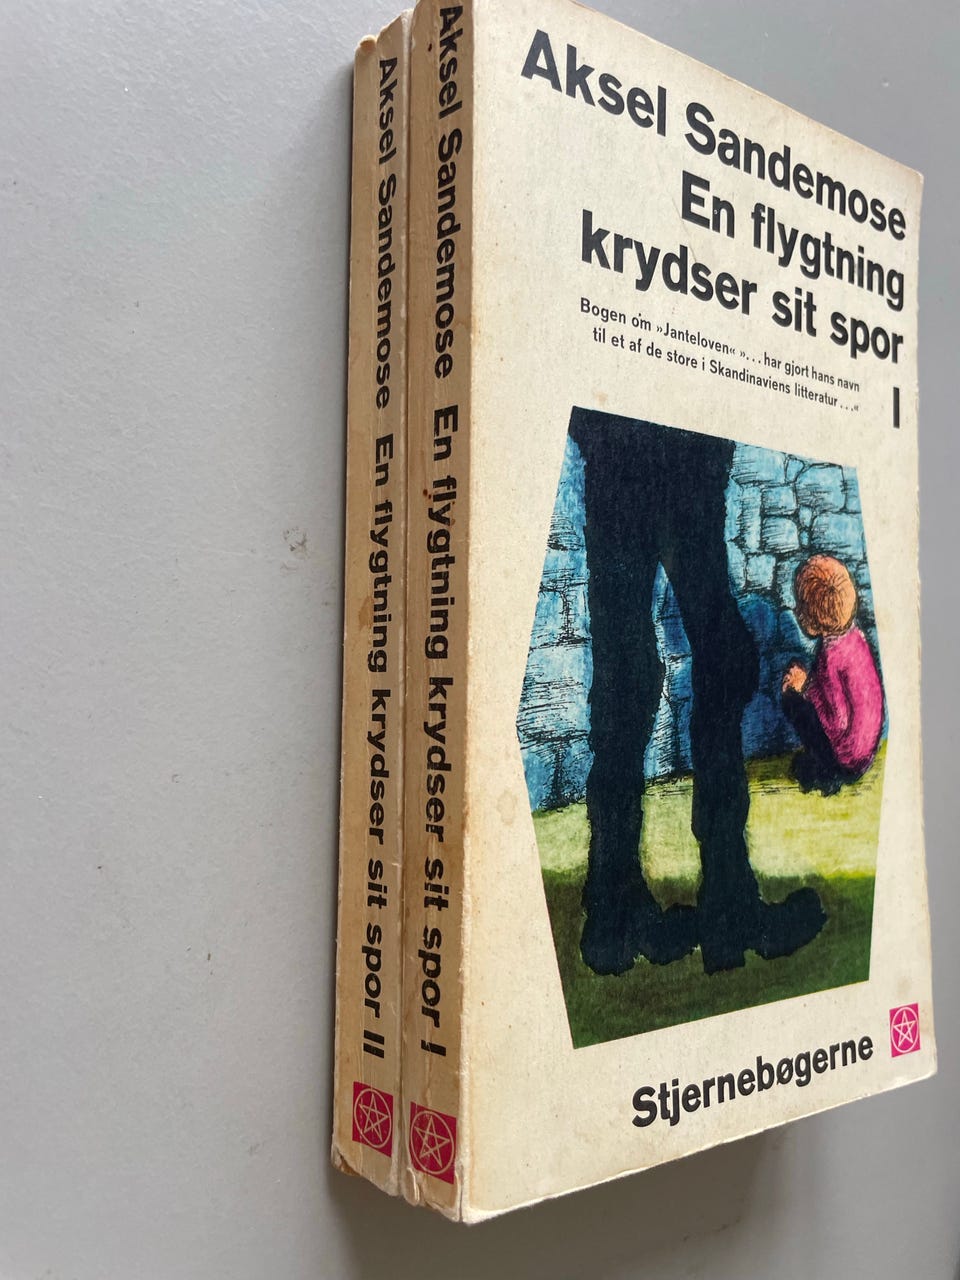 Aksel Sandemose En flygtning krydser sit spor II
Aksel Sandemose En flygtning krydser sit spor I
Aksel Sandemose
En flygtning
krydser sit spor
I
Bogen om »Janteloven« »... har gjort hans navn
til et af de store i Skandinaviens litteratur ...«
Stjernebøgerne